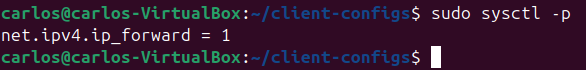 carlos@carlos-VirtualBox:~/client-configs$ sudo sysctl -p
net.ipv4.ip_forward = 1
carlos@carlos-VirtualBox:~/client-configs$